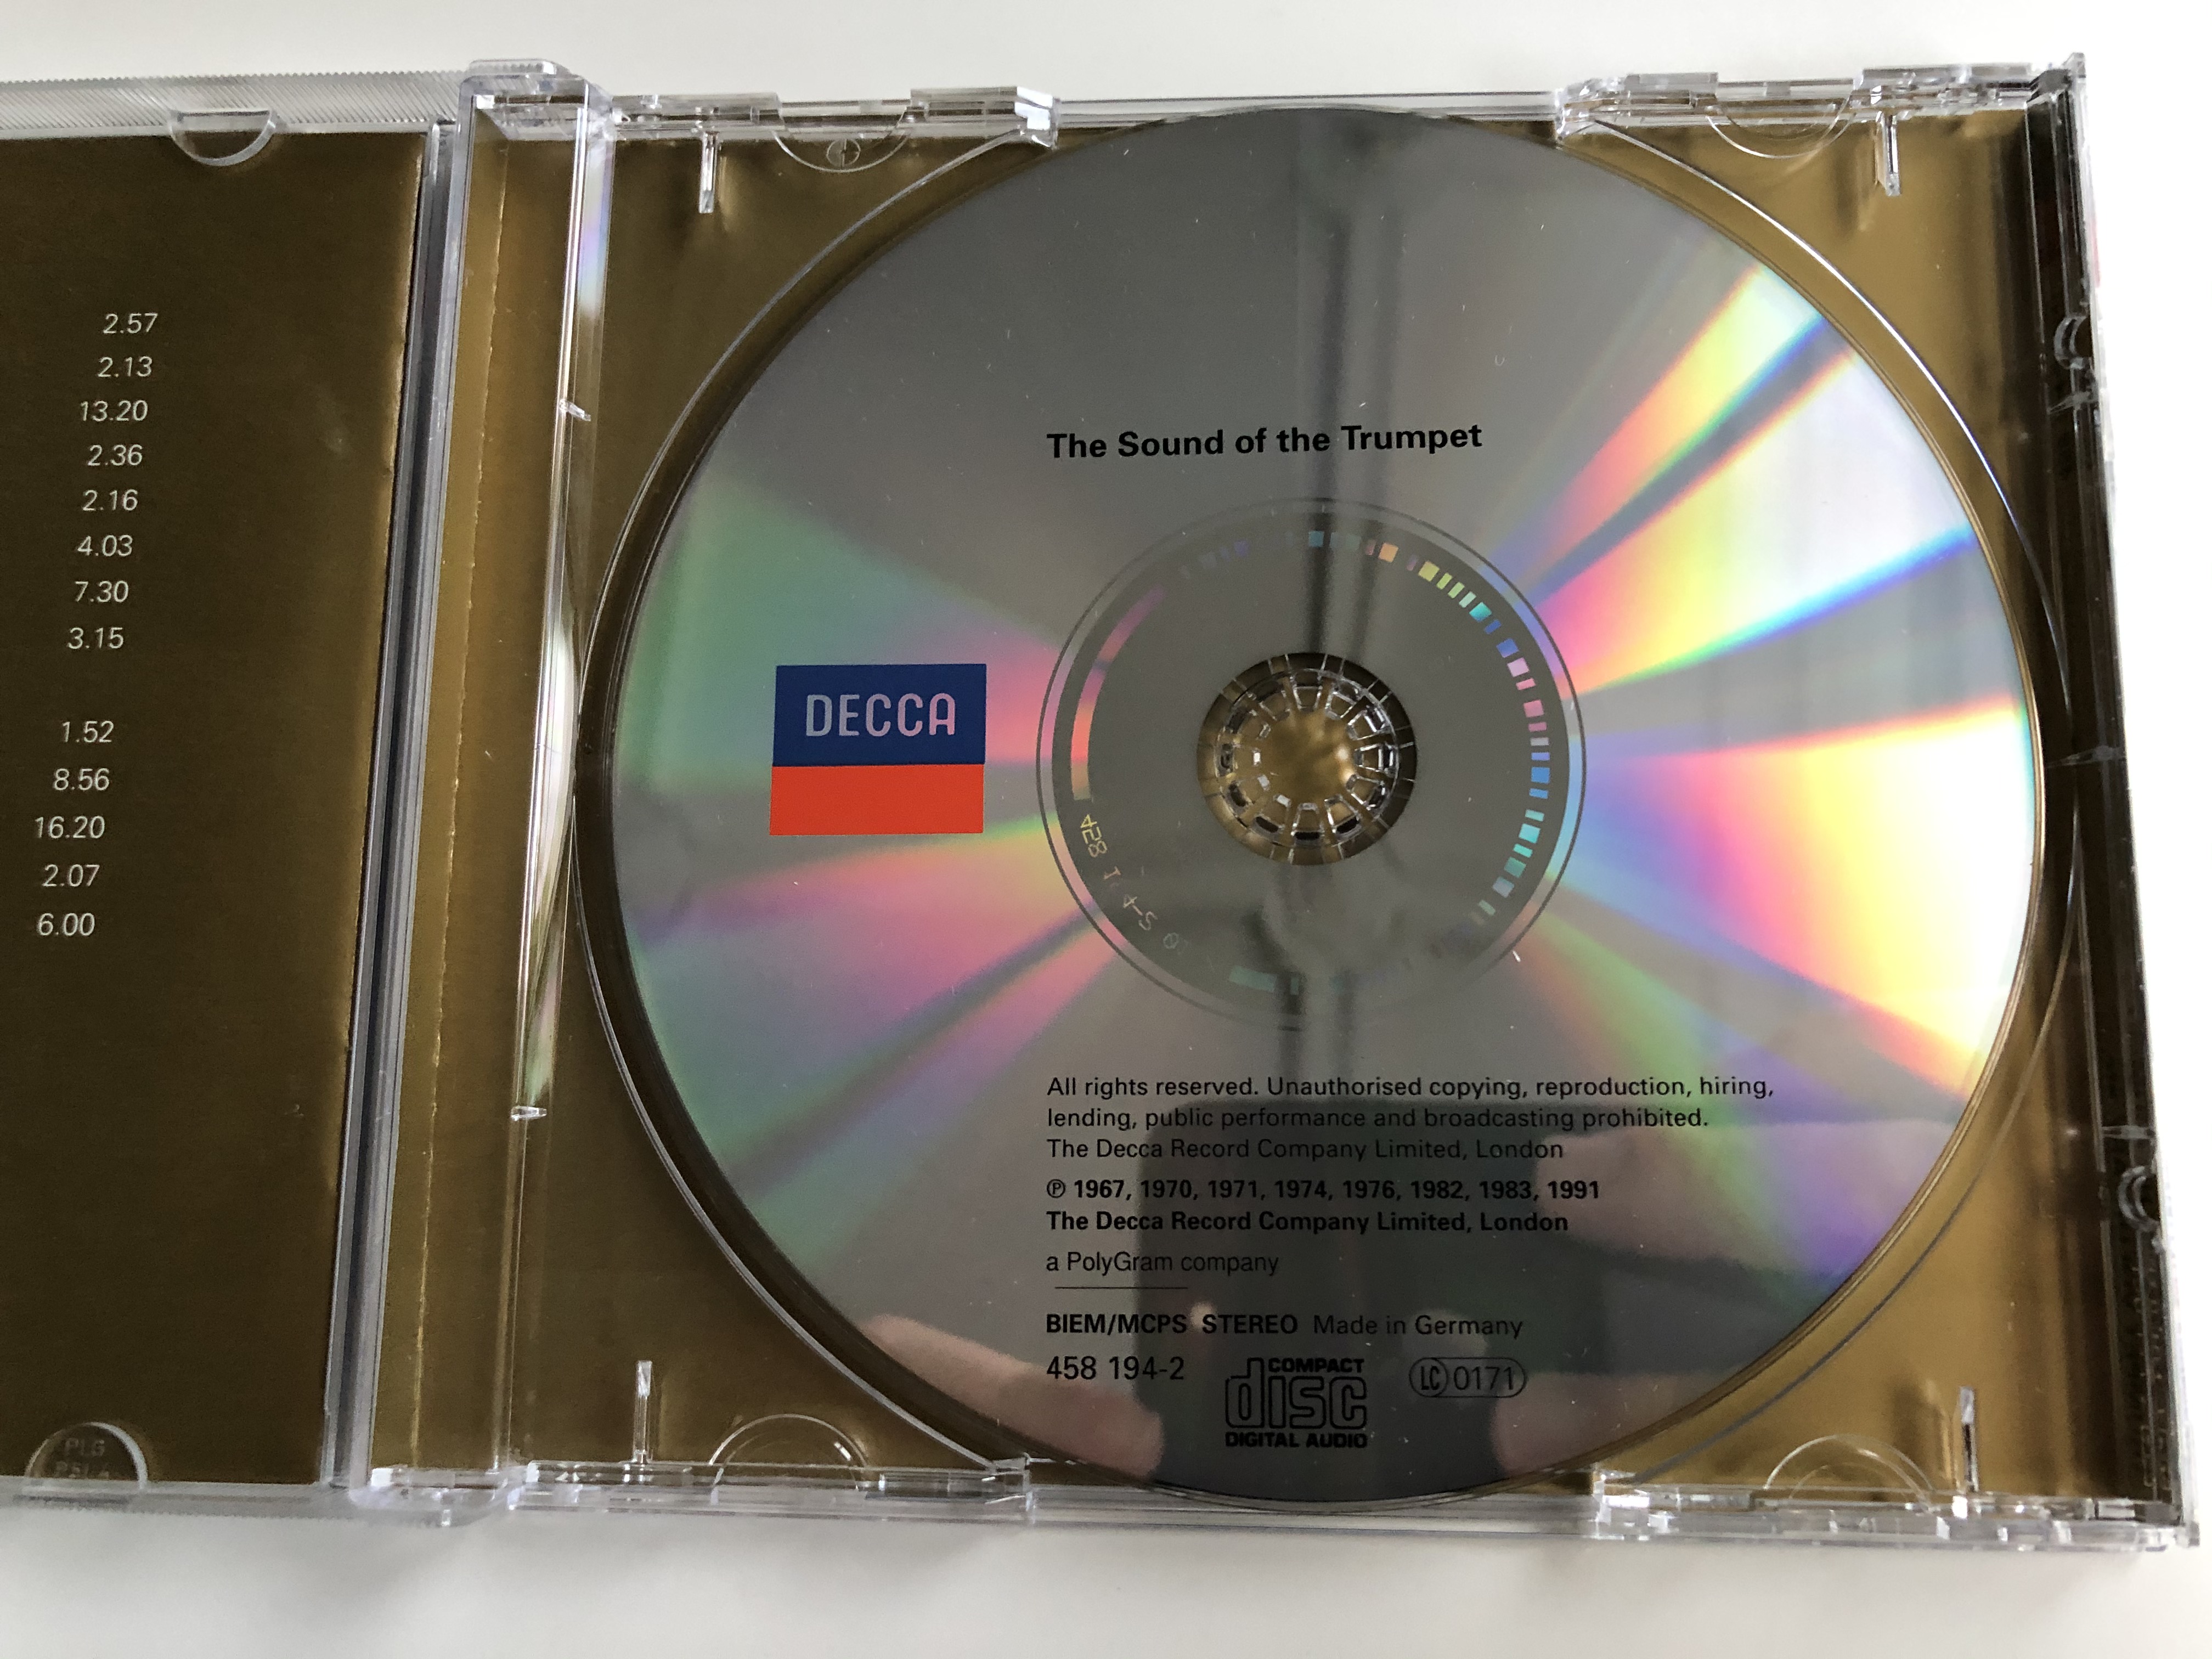 2.57
2.13
13.20
2.36
2.16
4.03
7.30
3.15
1.52
8.56
16.20
2.07
6.00
The Sound of the Trumpet
DECCA
All rights reserved. Unauthorised copying, reproduction, hiring,
lending, public performance and broadcasting prohibited.
The Decca Record Company Limited, London
℗ 1967, 1970, 1971, 1974, 1976, 1982, 1983, 1991
The Decca Record Company Limited, London
a PolyGram company
BIEM/MCPS STEREO Made in Germany
458 194-2
COMPACT
disc
DIGITAL AUDIO
LC 0171
PLG